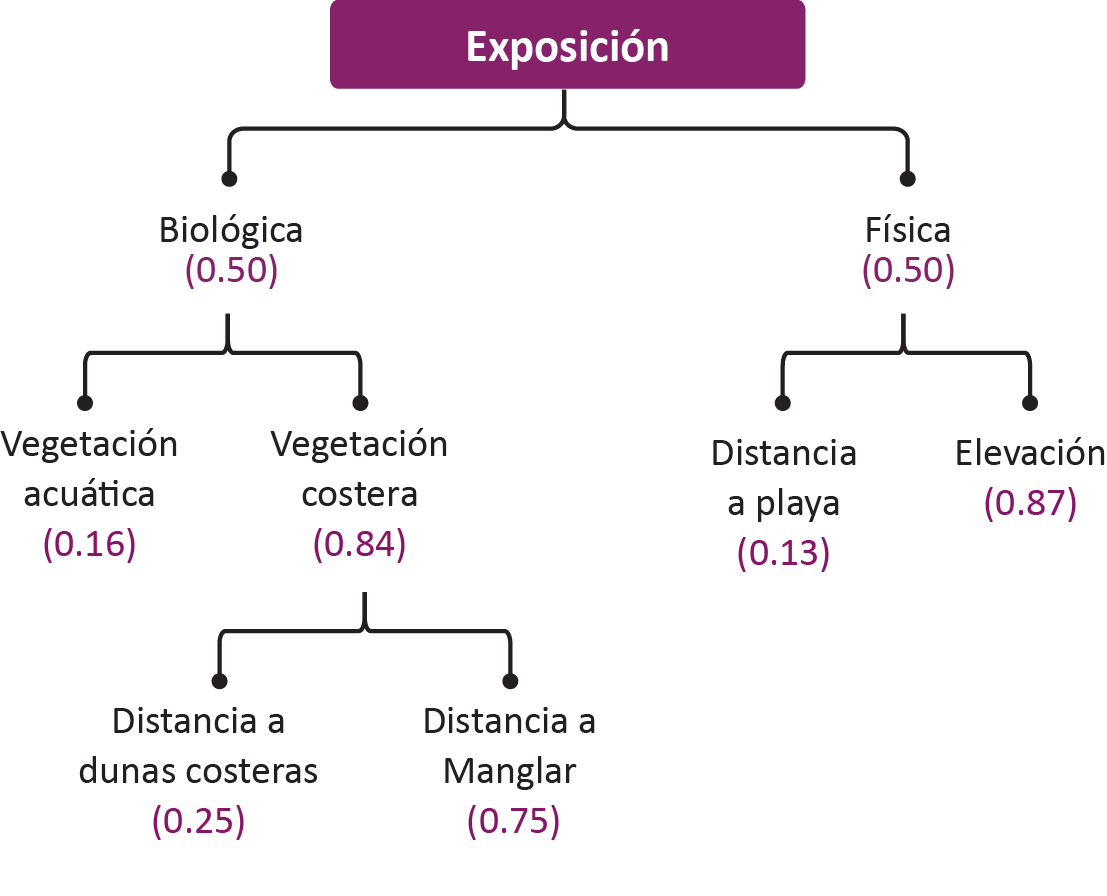 Exposición
Biológica
(0.50)
Física
(0.50)
Vegetación
acuática
(0.16)
Vegetación
costera
(0.84)
Distancia
a playa
(0.13)
Elevación
(0.87)
Distancia a
dunas costeras
(0.25)
Distancia a
Manglar
(0.75)